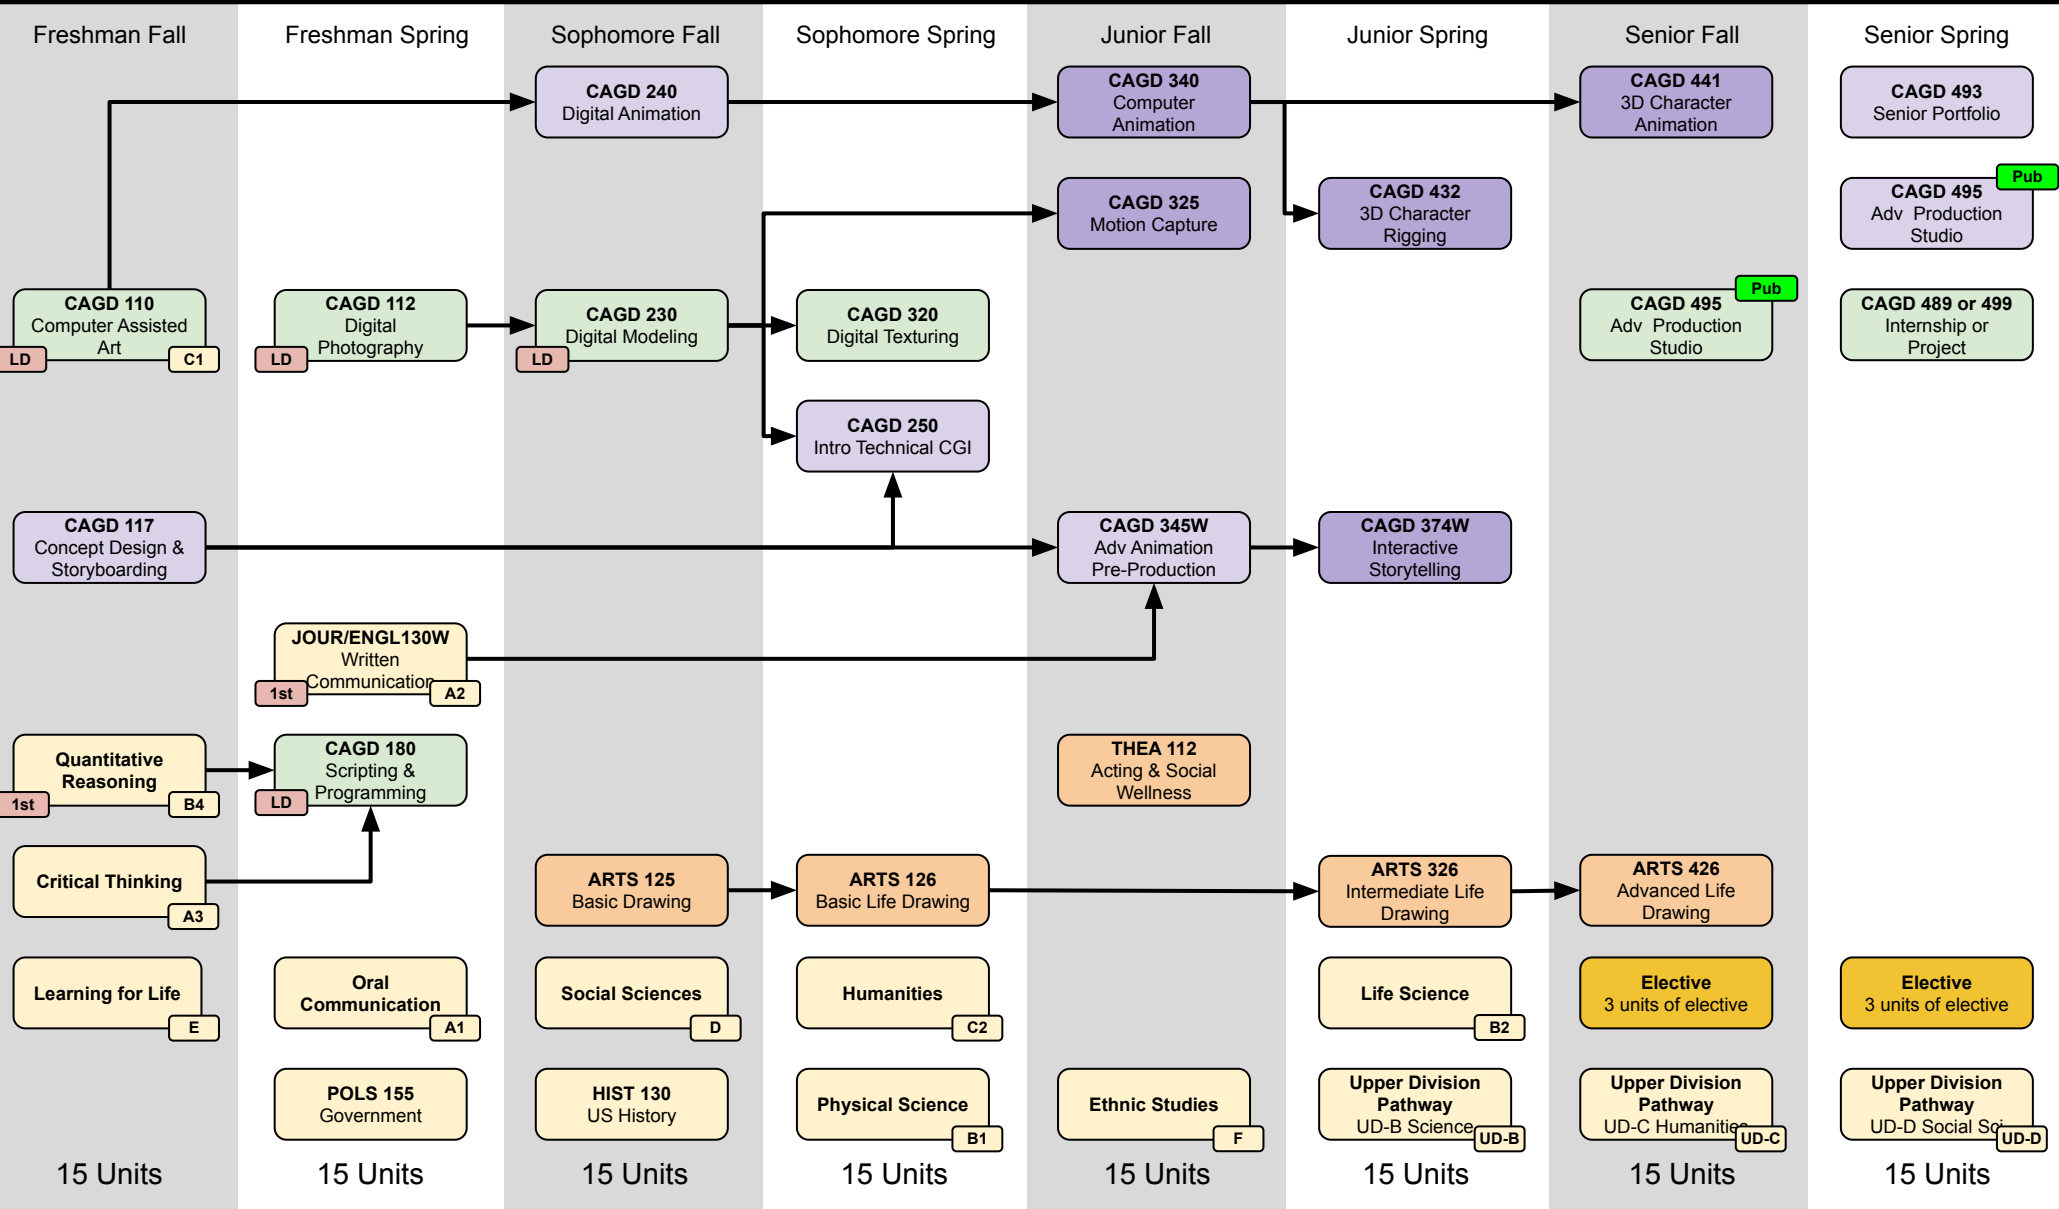 Freshman Fall
Freshman Spring
Sophomore Fall
Sophomore Spring
Junior Fall
Junior Spring
Senior Fall
Senior Spring
CAGD 240
Digital Animation
CAGD 340
Computer
Animation
CAGD 441
3D Character
Animation
CAGD 493
Senior Portfolio
CAGD 325
Motion Capture
CAGD 432
3D Character
Rigging
Pub
CAGD 495
Adv Production
Studio
CAGD 110
Computer Assisted
Art
LD
C1
CAGD 112
Digital
Photography
LD
CAGD 230
Digital Modeling
LD
CAGD 320
Digital Texturing
Pub
CAGD 495
Adv Production
Studio
CAGD 489 or 499
Internship or
Project
CAGD 250
Intro Technical CGI
CAGD 117
Concept Design &
Storyboarding
CAGD 345W
Adv Animation
Pre-Production
CAGD 374W
Interactive
Storytelling
JOUR/ENGL130W
Written
Communication
1st
A2
Quantitative
Reasoning
1st
B4
CAGD 180
Scripting &
Programming
LD
THEA 112
Acting & Social
Wellness
Critical Thinking
A3
ARTS 125
Basic Drawing
ARTS 126
Basic Life Drawing
ARTS 326
Intermediate Life
Drawing
ARTS 426
Advanced Life
Drawing
Learning for Life
E
Oral
Communication
A1
Social Sciences
D
Humanities
C2
Life Science
B2
Elective
3 units of elective
Elective
3 units of elective
POLS 155
Government
HIST 130
US History
Physical Science
B1
Ethnic Studies
F
Upper Division
Pathway
UD-B Science
UD-B
Upper Division
Pathway
UD-C Humanities
UD-C
Upper Division
Pathway
UD-D Social Sci
UD-D
15 Units
15 Units
15 Units
15 Units
15 Units
15 Units
15 Units
15 Units